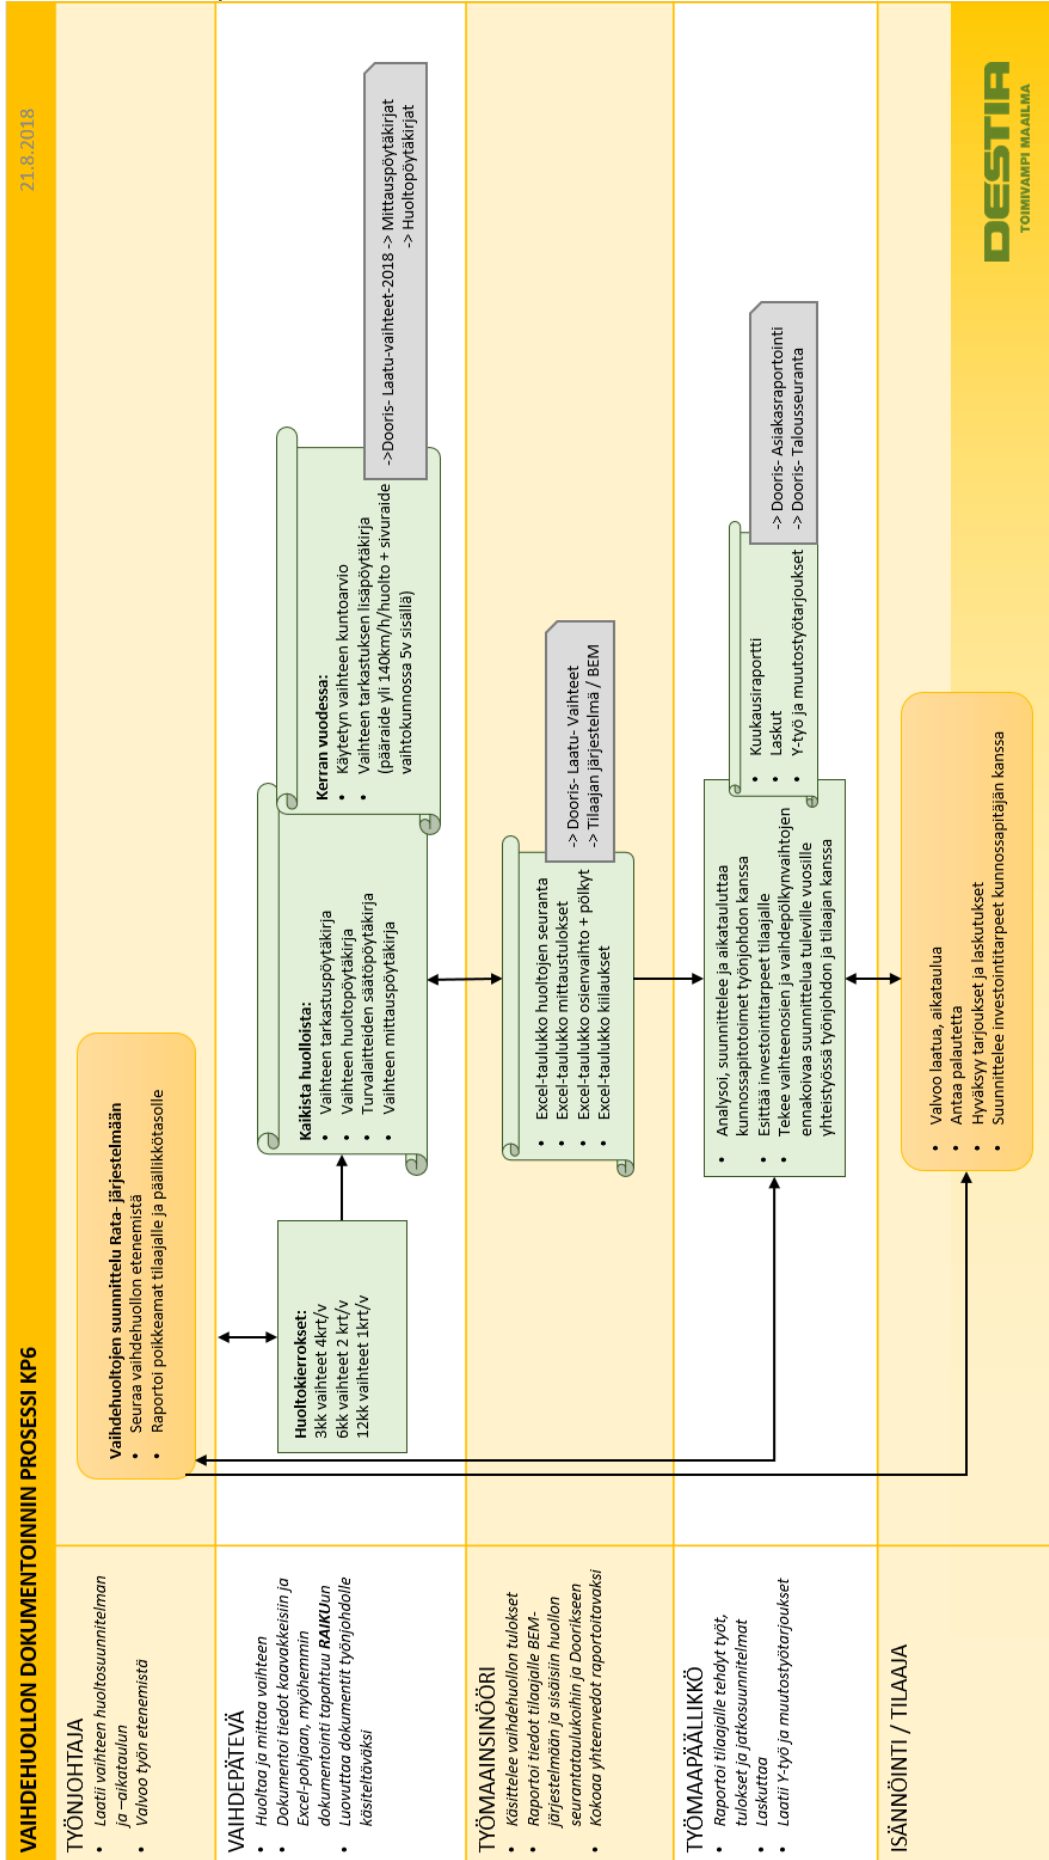 VAIHDEHUOLLON DOKUMENTOINNIN PROSESSI KP6
21.8.2018
TYÖNJOHTAJA
• Laatii vaihteen huoltosuunnitelman
ja –aikataulun
• Valvoo työn etenemistä
Vaihdehuoltojen suunnittelu Rata- järjestelmään
• Seuraa vaihdehuollon etenemistä
• Raportoi poikkeamat tilaajalle ja päällikkötasolle
VAIHDEPÄTEVÄ
• Huoltaa ja mittaa vaihteen
• Dokumentoi tiedot kaavakkeisiin ja
Excel-pohjaan, myöhemmin
dokumentointi tapahtuu RAIKUun
• Luovuttaa dokumentit työnjohdolle
käsiteltäväksi
Huoltokierrokset:
3kk vaihteet 4krt/v
6kk vaihteet 2 krt/v
12kk vaihteet 1krt/v
Kaikista huolloista:
• Vaihteen tarkastuspöytäkirja
• Vaihteen huoltopöytäkirja
• Turvalaitteiden säätöpöytäkirja
• Vaihteen mittauspöytäkirja
Kerran vuodessa:
• Käytetyn vaihteen kuntoarvio
• Vaihteen tarkastuksen lisäpöytäkirja
(pääraide yli 140km/h/huolto + sivuraide
vaihtokunnossa 5v sisällä)
->Dooris- Laatu-vaihteet-2018 -> Mittauspöytäkirjat
-> Huoltopöytäkirjat
TYÖMAAINSINÖÖRI
• Käsittelee vaihdehuollon tulokset
• Raportoi tiedot tilaajalle BEM-
järjestelmään ja sisäisiin huollon
seurantataulukoihin ja Doorikseen
• Kokoaa yhteenvedot raportoitavaksi
• Excel-taulukko huoltojen seuranta
• Excel-taulukko mittaustulokset
• Excel-taulukko osienvaihto + pölkyt
• Excel-taulukko kiilaukset
-> Dooris- Laatu- Vaihteet
-> Tilaajan järjestelmä / BEM
TYÖMAAPÄÄLLIKKÖ
• Raportoi tilaajalle tehdyt työt,
tulokset ja jatkosuunnitelmat
• Laskuttaa
• Laatii Y-työ ja muutostyötarjoukset
• Analysoi, suunnittelee ja aikatauluttaa
kunnossapitotoimet työnjohdon kanssa
• Esittää investointitarpeet tilaajalle
• Tekee vaihteenosien ja vaihdepölkynvaihtojen
ennakoivaa suunnittelua tuleville vuosille
yhteistyössä työnjohdon ja tilaajan kanssa
• Kuukausiraportti
• Laskut
• Y-työ ja muutostyötarjoukset
-> Dooris- Asiakasraportointi
-> Dooris- Talousseuranta
ISÄNNÖINTI / TILAAJA
• Valvoo laatua, aikataulua
• Antaa palautetta
• Hyväksyy tarjoukset ja laskutukset
• Suunnittelee investointitarpeet kunnossapitäjän kanssa
DESTIA
TOIMIVAMPI MAAILMA